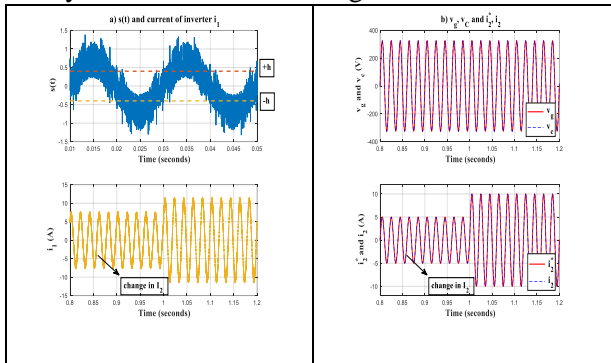 a) s(t) and current of inverter i1
1.5
1
0.5
0
-0.5
-1
-1.5
s(t)
+h
-h
0.01 0.015 0.02 0.025 0.03 0.035 0.04 0.045 0.05
Time (seconds)
15
10
5
0
-5
-10
-15
i1 (A)
change in I2
0.8 0.85 0.9 0.95 1 1.05 1.1 1.15 1.2
Time (seconds)
b) vg, vC and i2*, i2
400
200
0
-200
-400
vg and vc (V)
vg
vc
0.8 0.85 0.9 0.95 1 1.05 1.1 1.15 1.2
Time (seconds)
10
5
0
-5
-10
i2* and i2 (A)
change in I2
i2*
i2
0.8 0.85 0.9 0.95 1 1.05 1.1 1.15 1.2
Time (seconds)